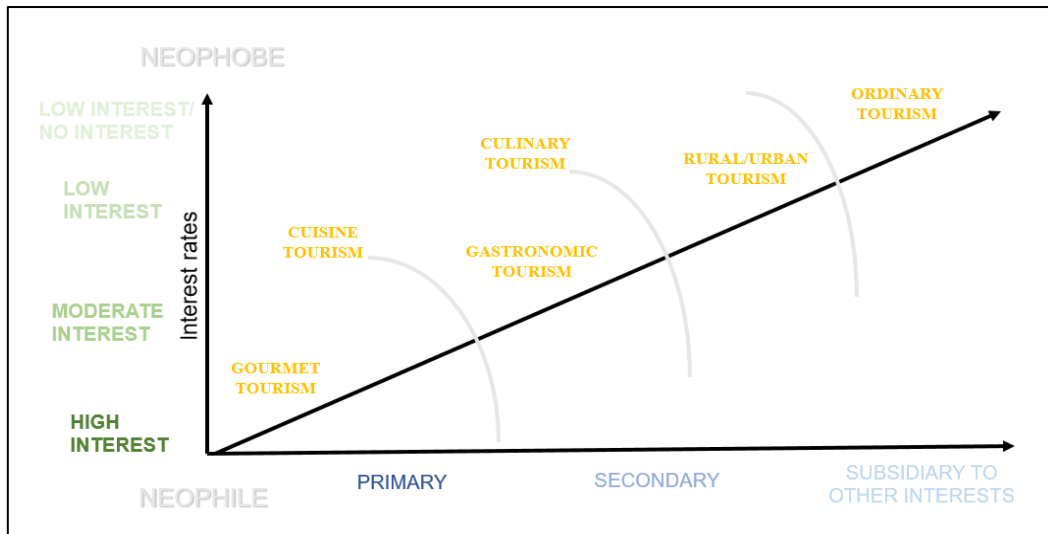 NEOPHOBE
LOW INTEREST/
NO INTEREST
LOW
INTEREST
MODERATE
INTEREST
HIGH
INTEREST
Interest rates
ORDINARY
TOURISM
CULINARY
TOURISM
RURAL/URBAN
TOURISM
CUISINE
TOURISM
GASTRONOMIC
TOURISM
GOURMET
TOURISM
NEOPHILE
PRIMARY
SECONDARY
SUBSIDIARY TO
OTHER INTERESTS